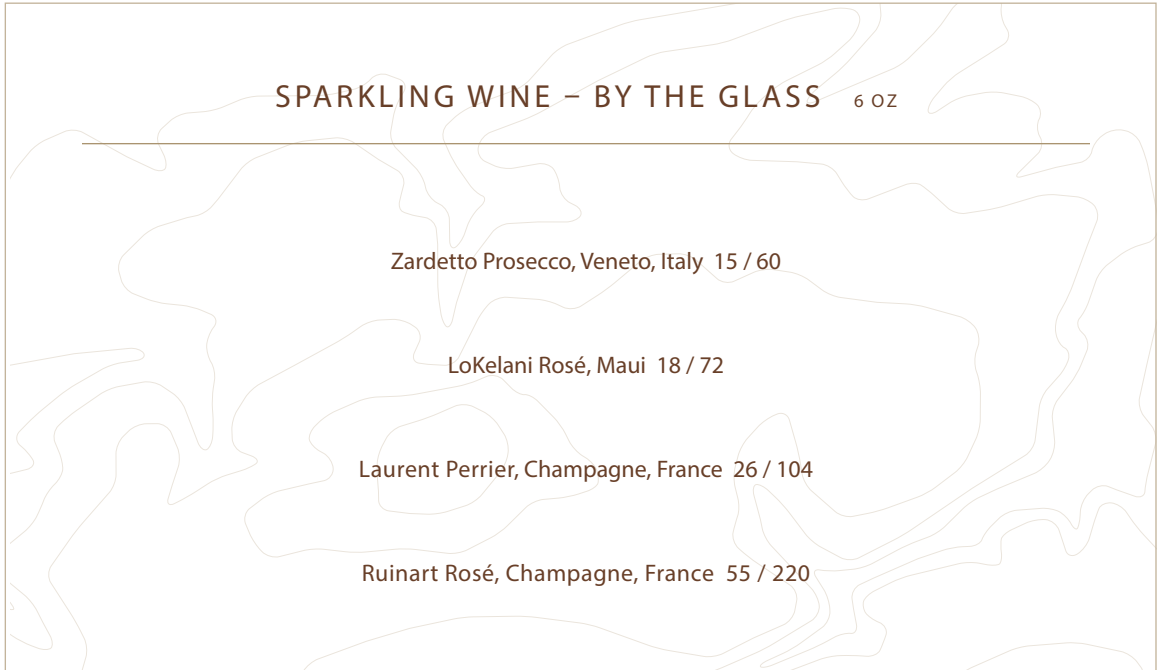 SPARKLING WINE – BY THE GLASS 6 OZ
Zardetto Prosecco, Veneto, Italy 15 / 60
LoKelani Rosé, Maui 18 / 72
Laurent Perrier, Champagne, France 26 / 104
Ruinart Rosé, Champagne, France 55 / 220